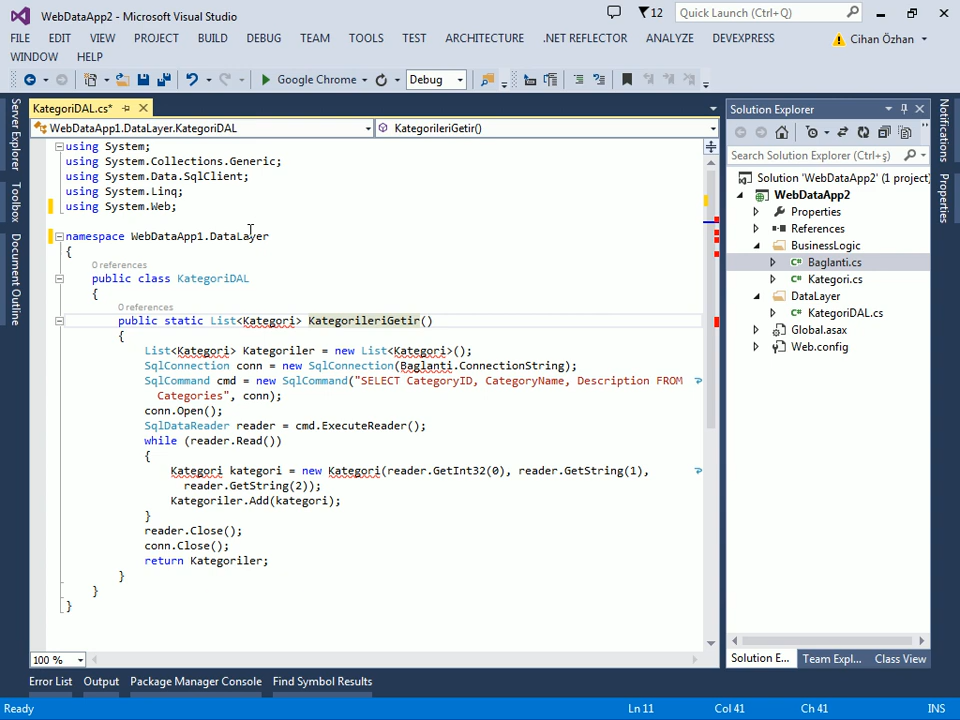 WebDataApp2 - Microsoft Visual Studio
12
Quick Launch (Ctrl+Q)
FILE EDIT VIEW PROJECT BUILD DEBUG TEAM TOOLS TEST ARCHITECTURE .NET REFLECTOR ANALYZE DEVEXPRESS
Cihan Özhan
WINDOW HELP
Google Chrome
Debug
Server Explorer
Toolbox
Document Outline
KategoriDAL.cs*
WebDataApp1.DataLayer.KategoriDAL
KategorileriGetir()
using System;
using System.Collections.Generic;
using System.Data.SqlClient;
using System.Linq;
using System.Web;
namespace WebDataApp1.DataLayer
{
0 references
public class KategoriDAL
{
0 references
public static List<Kategori> KategorileriGetir()
{
List<Kategori> Kategoriler = new List<Kategori>();
SqlConnection conn = new SqlConnection(Baglanti.ConnectionString);
SqlCommand cmd = new SqlCommand("SELECT CategoryID, CategoryName, Description FROM
Categories", conn);
conn.Open();
SqlDataReader reader = cmd.ExecuteReader();
while (reader.Read())
{
Kategori kategori = new Kategori(reader.GetInt32(0), reader.GetString(1),
reader.GetString(2));
Kategoriler.Add(kategori);
}
reader.Close();
conn.Close();
return Kategoriler;
}
}
}
100 %
Solution Explorer
Search Solution Explorer (Ctrl+ş)
Solution 'WebDataApp2' (1 project)
WebDataApp2
Properties
References
BusinessLogic
Baglanti.cs
Kategori.cs
DataLayer
KategoriDAL.cs
Global.asax
Web.config
Solution E... Team Expl... Class View
Notifications
Properties
Error List Output Package Manager Console Find Symbol Results
Ready
Ln 11 Col 41 Ch 41 INS